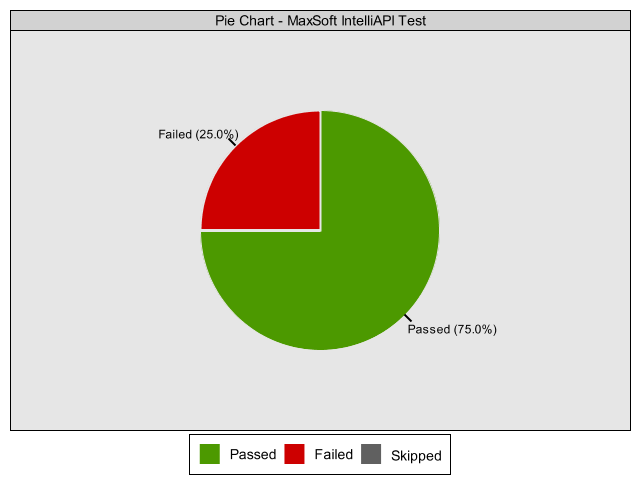 Pie Chart - MaxSoft IntelliAPI Test
Failed (25.0%)
Passed (75.0%)
Passed Failed Skipped